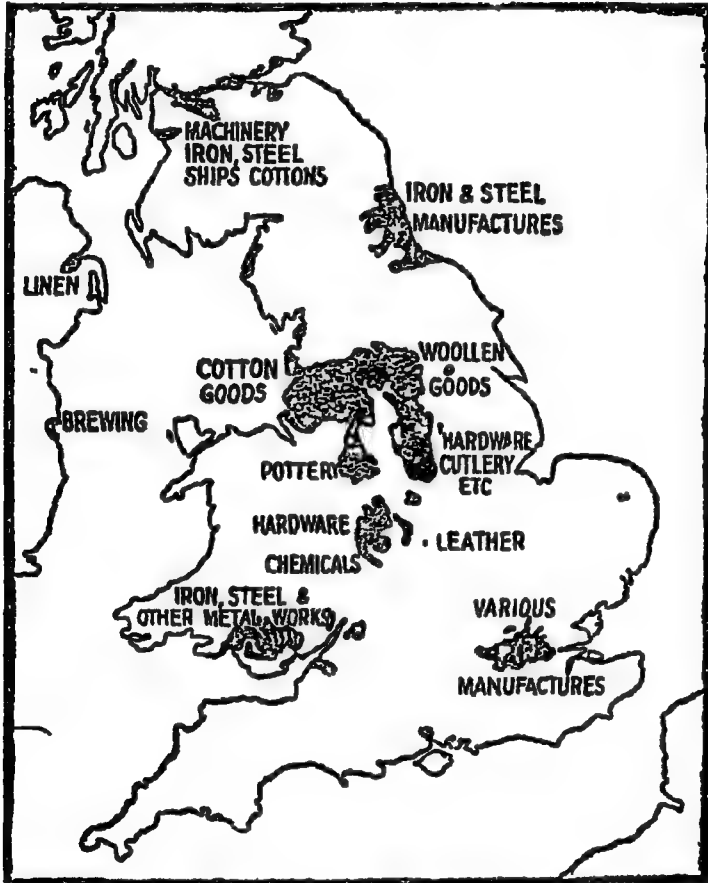 MACHINERY
IRON, STEEL
SHIPS COTTONS
IRON & STEEL
MANUFACTURES
LINEN
COTTON
GOODS
WOOLLEN
GOODS
BREWING
POTTERY
HARDWARE
CUTLERY
ETC
HARDWARE
CHEMICALS
LEATHER
IRON, STEEL &
OTHER METAL WORKS
VARIOUS
MANUFACTURES